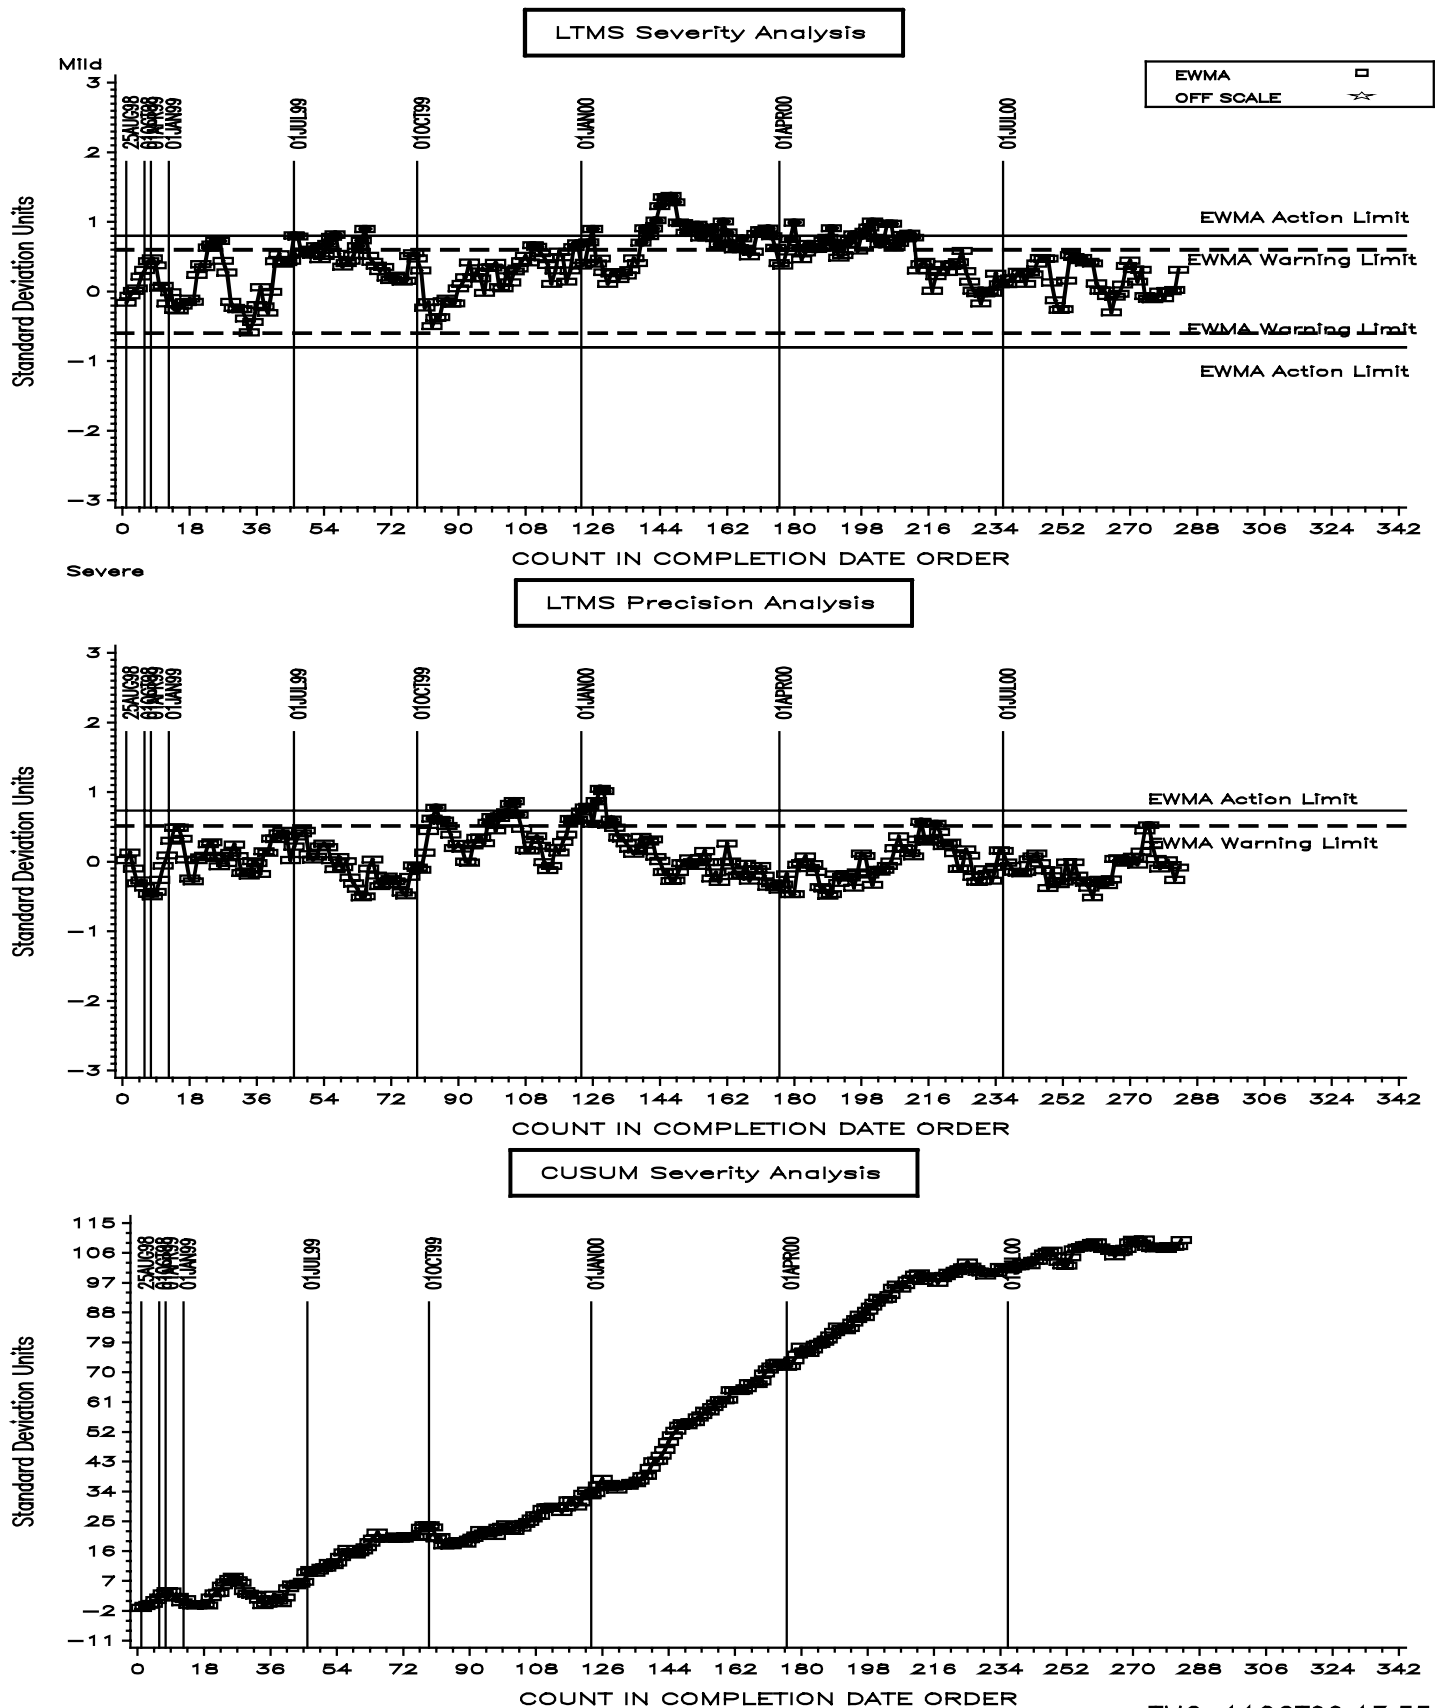 LTMS Severity Analysis
Mild
EWMA
OFF SCALE
3
2
1
0
−1
−2
−3
Standard Deviation Units
25AUG98
01OCT98
01APR99
01JAN99
01JUL99
01OCT99
01JAN00
01APR00
01JUL00
EWMA Action Limit
EWMA Warning Limit
EWMA Warning Limit
EWMA Action Limit
0 18 36 54 72 90 108 126 144 162 180 198 216 234 252 270 288 306 324 342
COUNT IN COMPLETION DATE ORDER
Severe
LTMS Precision Analysis
3
2
1
0
−1
−2
−3
Standard Deviation Units
25AUG98
01OCT98
01APR99
01JAN99
01JUL99
01OCT99
01JAN00
01APR00
01JUL00
EWMA Action Limit
EWMA Warning Limit
0 18 36 54 72 90 108 126 144 162 180 198 216 234 252 270 288 306 324 342
COUNT IN COMPLETION DATE ORDER
CUSUM Severity Analysis
115
106
97
88
79
70
61
52
43
34
25
16
7
−2
−11
Standard Deviation Units
25AUG98
01OCT98
01APR99
01JAN99
01JUL99
01OCT99
01JAN00
01APR00
01JUL00
0 18 36 54 72 90 108 126 144 162 180 198 216 234 252 270 288 306 324 342
COUNT IN COMPLETION DATE ORDER